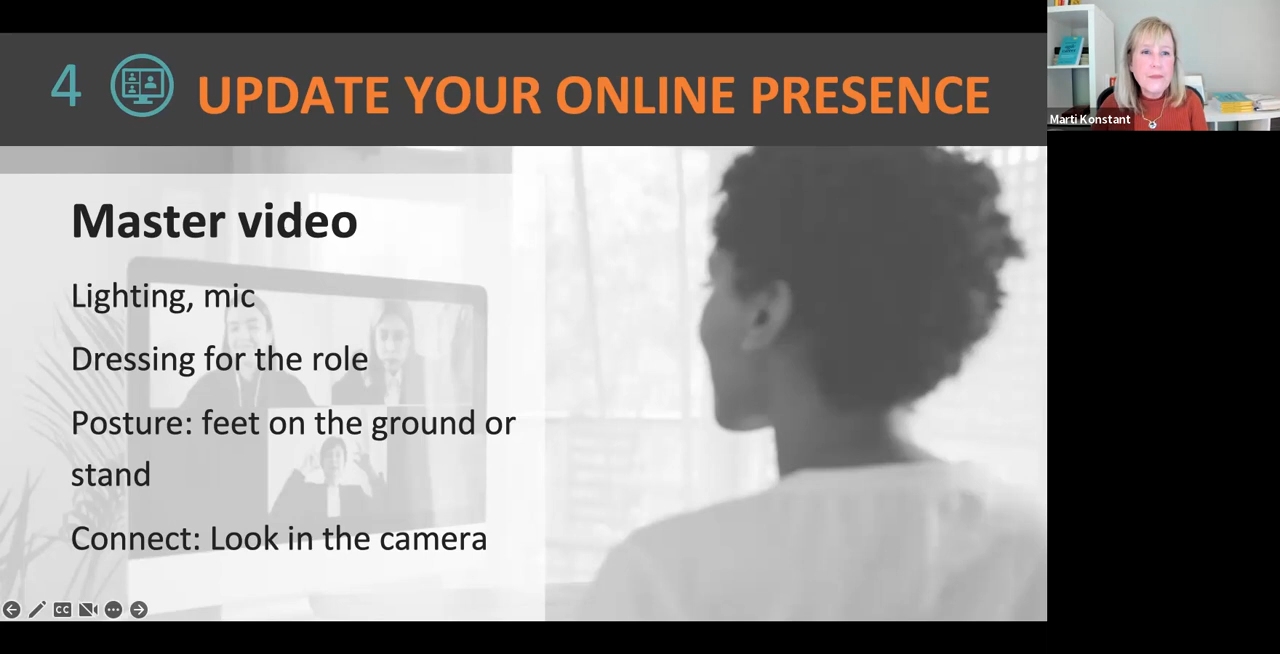 4 UPDATE YOUR ONLINE PRESENCE
Marti Konstant
Master video
Lighting, mic
Dressing for the role
Posture: feet on the ground or
stand
Connect: Look in the camera
CC